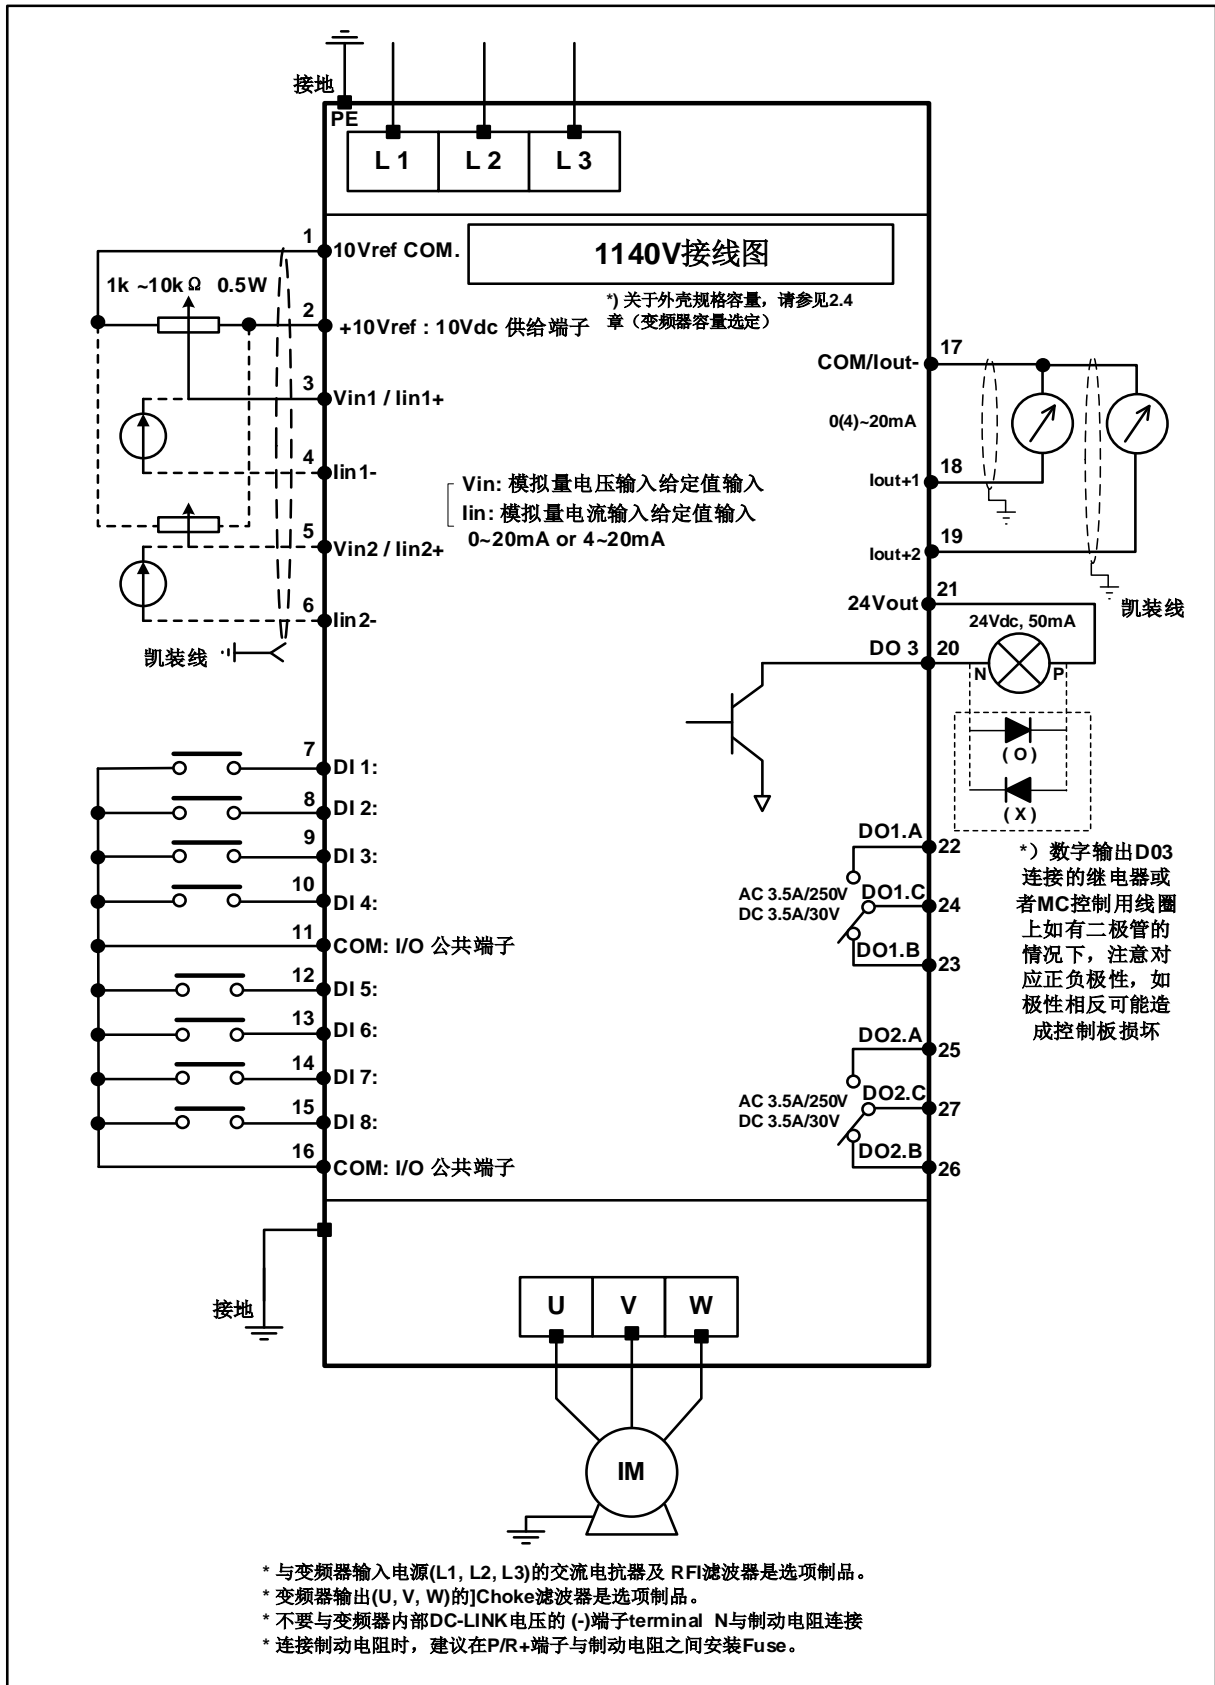 接地
PE
L 1 L 2 L 3
1140V接线图
*) 关于外壳规格容量，请参见2.4
章（变频器容量选定）
1
10Vref COM.
1k ~10k Ω 0.5W
2
+10Vref : 10Vdc 供给端子
3
Vin1 / Iin1+
4
Iin1-
5
Vin2 / Iin2+
6
Iin2-
凯装线
Vin: 模拟量电压输入给定值输入
Iin: 模拟量电流输入给定值输入
0~20mA or 4~20mA
7
DI 1:
8
DI 2:
9
DI 3:
10
DI 4:
11
COM: I/O 公共端子
12
DI 5:
13
DI 6:
14
DI 7:
15
DI 8:
16
COM: I/O 公共端子
接地
COM/Iout-
17
0(4)~20mA
18
Iout+1
19
Iout+2
凯装线
21
24Vout
24Vdc, 50mA
DO 3
20
N P
( O )
( X )
*）数字输出D03
连接的继电器或
者MC控制用线圈
上如有二极管的
情况下，注意对
应正负极性，如
极性相反可能造
成控制板损坏
DO1.A
22
AC 3.5A/250V
DC 3.5A/30V
DO1.C
24
DO1.B
23
DO2.A
25
AC 3.5A/250V
DC 3.5A/30V
DO2.C
27
DO2.B
26
U V W
IM
* 与变频器输入电源(L1, L2, L3)的交流电抗器及 RFI滤波器是选项制品。
* 变频器输出(U, V, W)的]Choke滤波器是选项制品。
* 不要与变频器内部DC-LINK电压的 (-)端子terminal N与制动电阻连接
* 连接制动电阻时，建议在P/R+端子与制动电阻之间安装Fuse。